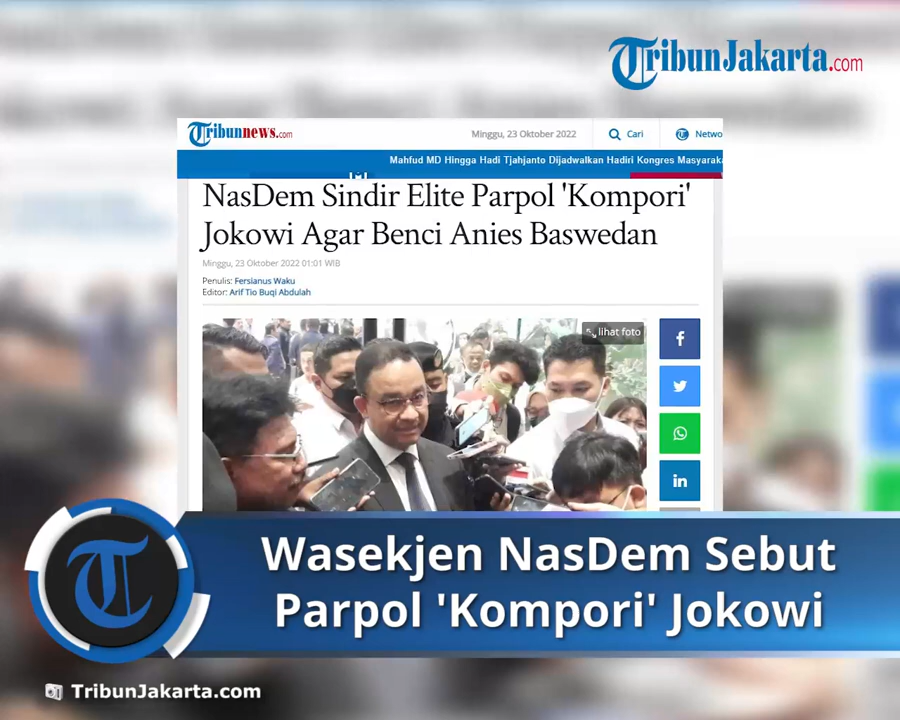 TribunJakarta.com
Tribunnews.com
Minggu, 23 Oktober 2022
Cari
Netwo
Mahfud MD Hingga Hadi Tjahjanto Dijadwalkan Hadiri Kongres Masyaraka
NasDem Sindir Elite Parpol 'Kompori'
Jokowi Agar Benci Anies Baswedan
Minggu, 23 Oktober 2022 01:01 WIB
Penulis: Fersianus Waku
Editor: Arif Tio Buqi Abdulah
lihat foto
Wasekjen NasDem Sebut
Parpol 'Kompori' Jokowi
TribunJakarta.com